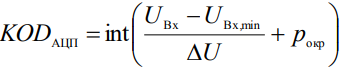 KOD_АЦП = int( (U_Вх − U_Вх,min) / ΔU + p_окр )